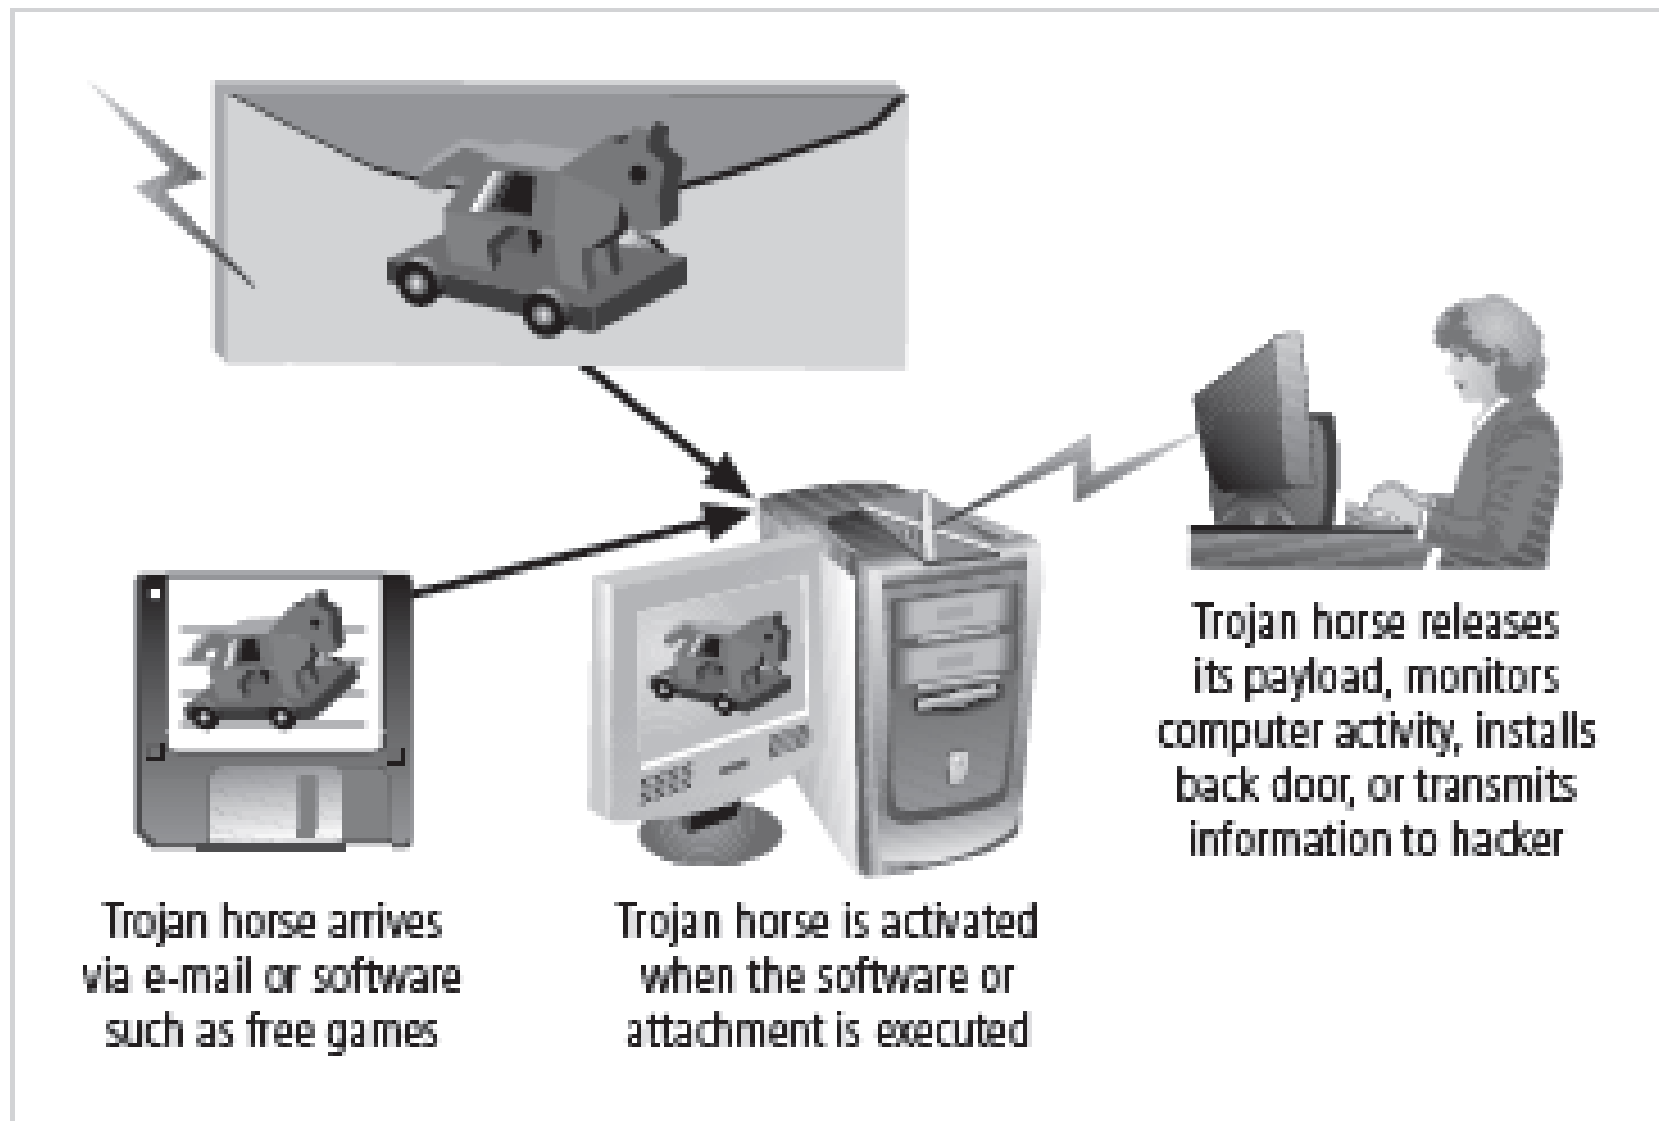 Trojan horse arrives
via e-mail or software
such as free games
Trojan horse is activated
when the software or
attachment is executed
Trojan horse releases
its payload, monitors
computer activity, installs
back door, or transmits
information to hacker